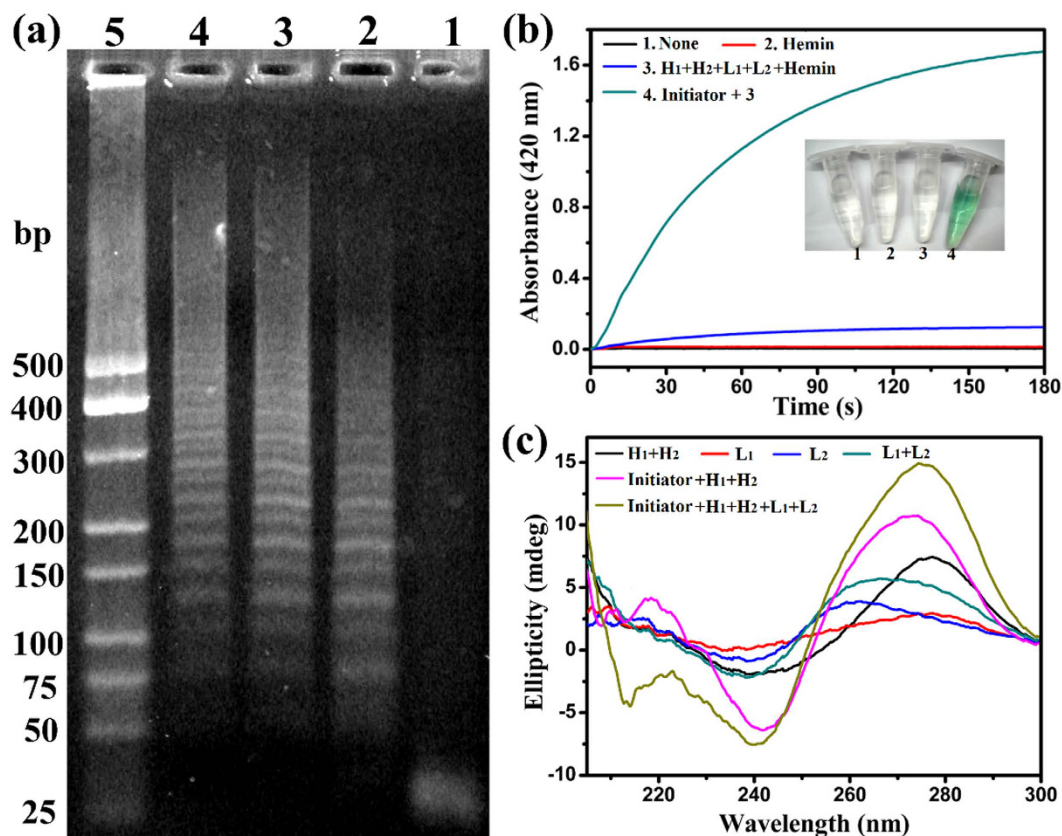 (a)
5 4 3 2 1
bp
500
400
300
200
150
100
75
50
25
(b)
Absorbance (420 nm)
1.6
1.2
0.8
0.4
0.0
1. None 2. Hemin
3. H₁+H₂+L₁+L₂+Hemin
4. Initiator + 3
1 2 3 4
0 30 60 90 120 150 180
Time (s)
(c)
Ellipticity (mdeg)
15
10
5
0
-5
-10
H₁+H₂ L₁ L₂ L₁+L₂
Initiator+H₁+H₂
Initiator+H₁+H₂+L₁+L₂
220 240 260 280 300
Wavelength (nm)